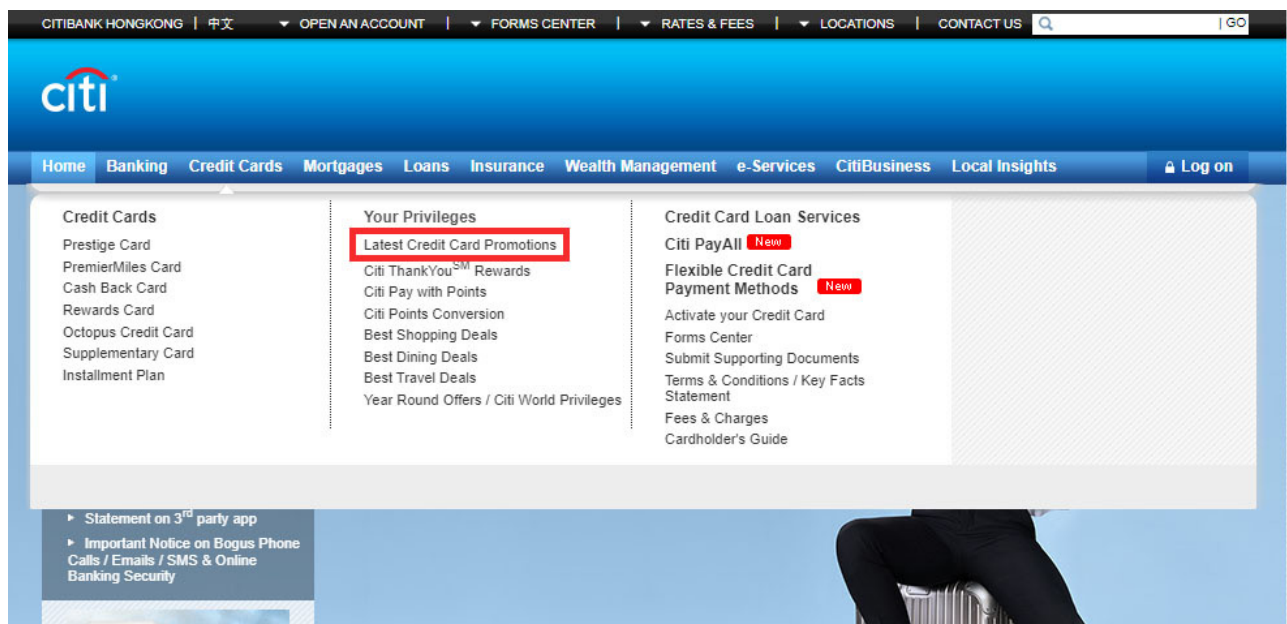 CITIBANK HONGKONG | 中文 OPEN AN ACCOUNT | FORMS CENTER | RATES & FEES | LOCATIONS | CONTACT US | GO
citi®
Home Banking Credit Cards Mortgages Loans Insurance Wealth Management e-Services CitiBusiness Local Insights Log on
Credit Cards
Prestige Card
PremierMiles Card
Cash Back Card
Rewards Card
Octopus Credit Card
Supplementary Card
Installment Plan
Your Privileges
Latest Credit Card Promotions
Citi ThankYou℠ Rewards
Citi Pay with Points
Citi Points Conversion
Best Shopping Deals
Best Dining Deals
Best Travel Deals
Year Round Offers / Citi World Privileges
Credit Card Loan Services
Citi PayAll New
Flexible Credit Card
Payment Methods New
Activate your Credit Card
Forms Center
Submit Supporting Documents
Terms & Conditions / Key Facts
Statement
Fees & Charges
Cardholder's Guide
Statement on 3rd party app
Important Notice on Bogus Phone
Calls / Emails / SMS & Online
Banking Security